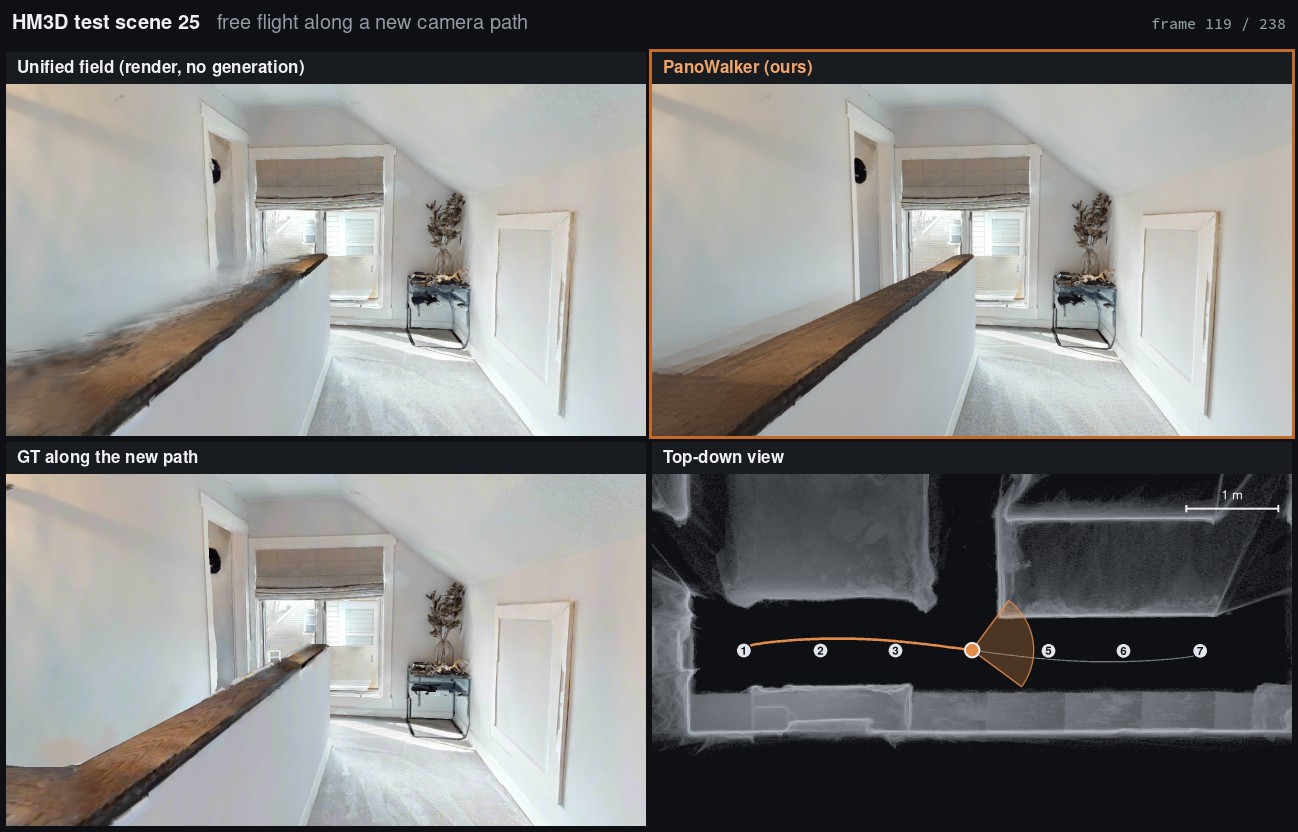 HM3D test scene 25 free flight along a new camera path frame 119 / 238
Unified field (render, no generation)
PanoWalker (ours)
GT along the new path
Top-down view
1 m
1 2 3 5 6 7